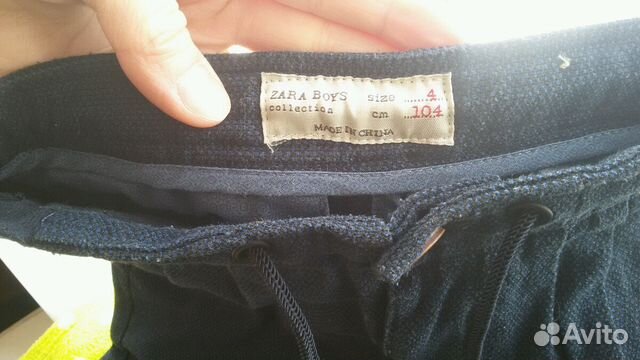 ZARA BOYS size 4
collection cm 104
MADE IN CHINA
Avito